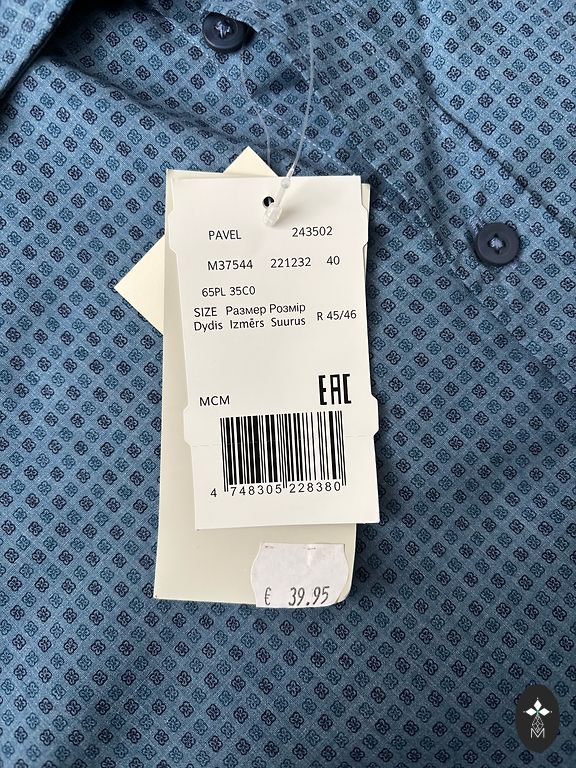 PAVEL 243502
M37544 221232 40
65PL 35C0
SIZE Размер Розмір
Dydis Izmērs Suurus R 45/46
MCM EAC
4 748305 228380
€ 39.95
M